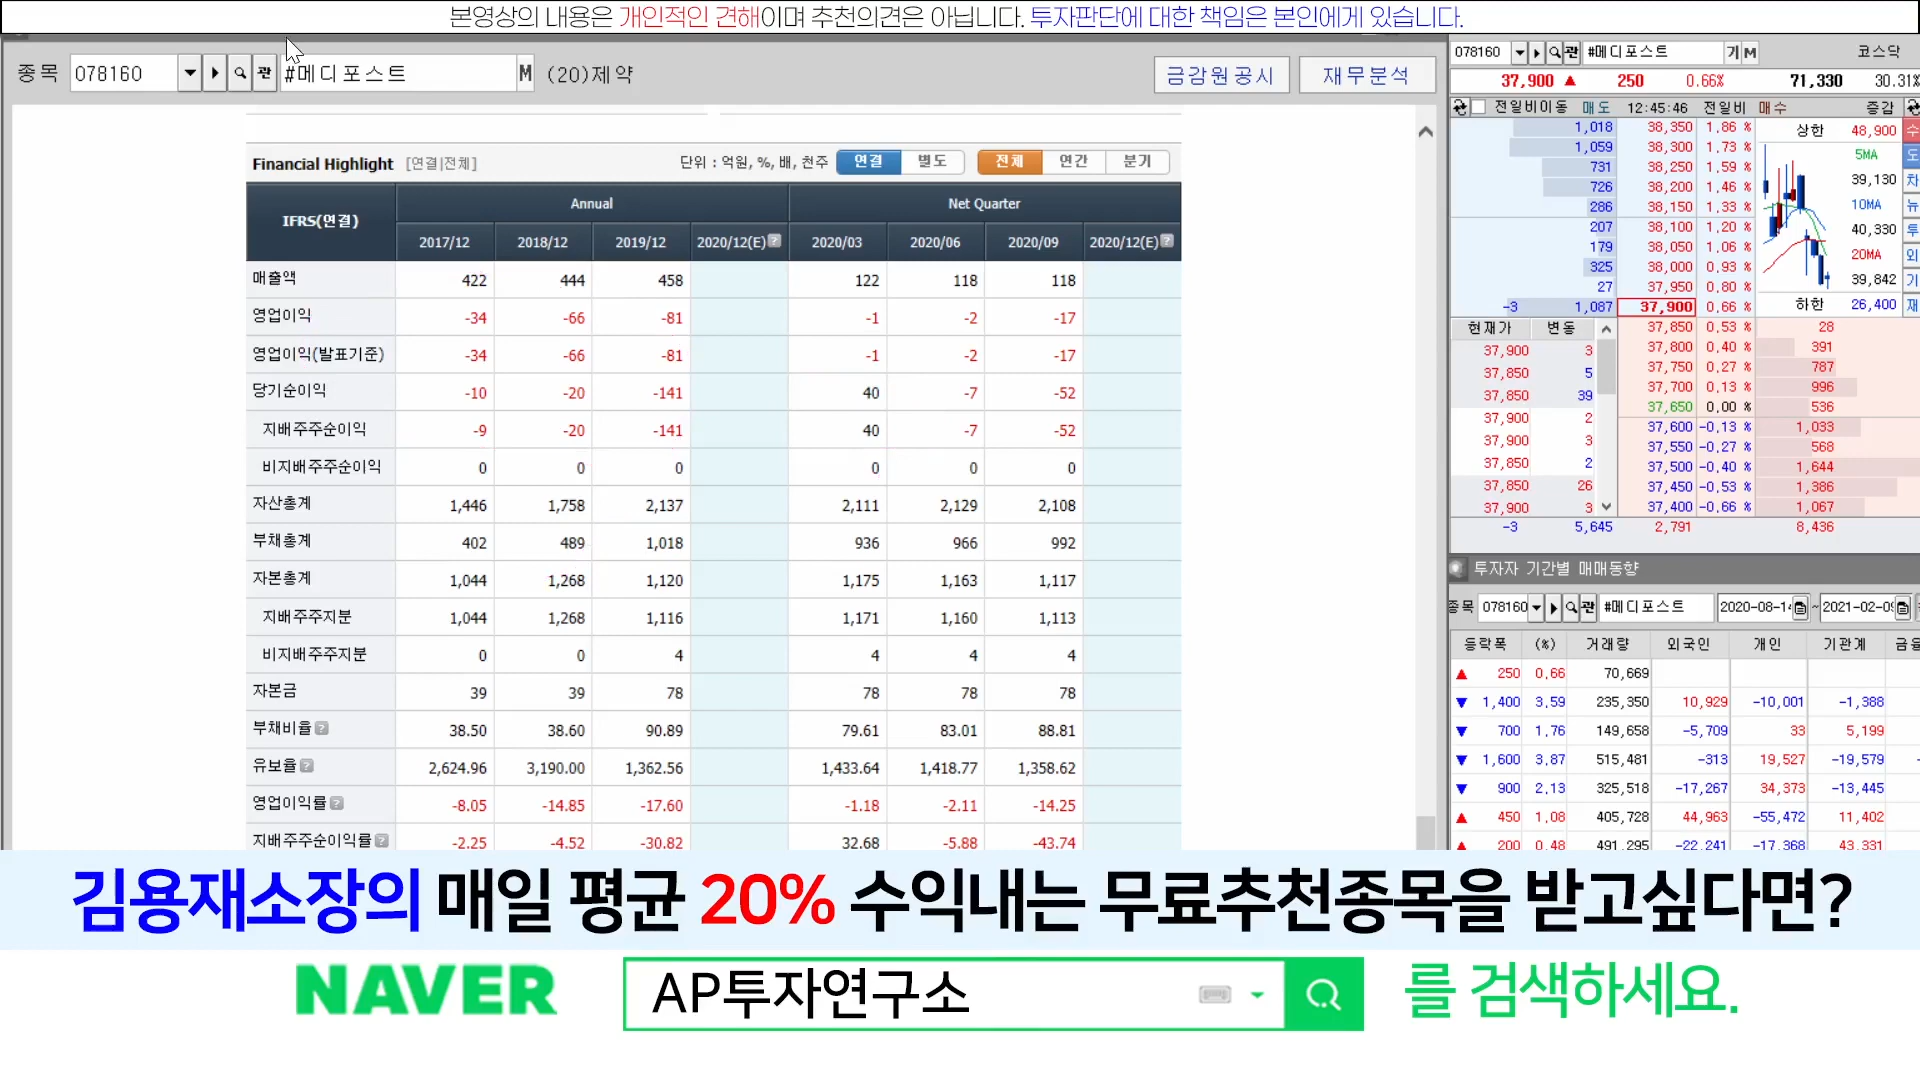 본영상의 내용은 개인적인 견해이며 추천의견은 아닙니다. 투자판단에 대한 책임은 본인에게 있습니다.
종목 078160 관 #메디포스트 M (20)제약 금감원공시 재무분석
Financial Highlight [연결|전체] 단위 : 억원, %, 배, 천주 연결 별도 전체 연간 분기
IFRS(연결) Annual Net Quarter
2017/12 2018/12 2019/12 2020/12(E) 2020/03 2020/06 2020/09 2020/12(E)
매출액 422 444 458 122 118 118
영업이익 -34 -66 -81 -1 -2 -17
영업이익(발표기준) -34 -66 -81 -1 -2 -17
당기순이익 -10 -20 -141 40 -7 -52
지배주주순이익 -9 -20 -141 40 -7 -52
비지배주주순이익 0 0 0 0 0 0
자산총계 1,446 1,758 2,137 2,111 2,129 2,108
부채총계 402 489 1,018 936 966 992
자본총계 1,044 1,268 1,120 1,175 1,163 1,117
지배주주지분 1,044 1,268 1,116 1,171 1,160 1,113
비지배주주지분 0 0 4 4 4 4
자본금 39 39 78 78 78 78
부채비율 38.50 38.60 90.89 79.61 83.01 88.81
유보율 2,624.96 3,190.00 1,362.56 1,433.64 1,418.77 1,358.62
영업이익률 -8.05 -14.85 -17.60 -1.18 -2.11 -14.25
지배주주순이익률 -2.25 -4.52 -30.82 32.68 -5.88 -43.74
078160 관 #메디포스트 기 M 코스닥
37,900 ▲ 250 0.66% 71,330 30.31%
전일비이동 매도 12:45:46 전일비 매수 증감
1,018 38,350 1.86 % 상한 48,900 수
1,059 38,300 1.73 % 5MA 도
731 38,250 1.59 % 39,130 차
726 38,200 1.46 % 10MA 뉴
286 38,150 1.33 %
207 38,100 1.20 % 40,330 투
179 38,050 1.06 % 20MA 외
325 38,000 0.93 %
27 37,950 0.80 % 39,842 기
-3 1,087 37,900 0.66 % 하한 26,400 재
현재가 변동
37,850 0.53 % 28
37,800 0.40 % 391
37,750 0.27 % 787
37,700 0.13 % 996
37,650 0.00 % 536
37,600 -0.13 % 1,033
37,550 -0.27 % 568
37,500 -0.40 % 1,644
37,450 -0.53 % 1,386
37,400 -0.66 % 1,067
37,900 3
37,850 5
37,850 39
37,900 2
37,900 3
37,850 2
37,850 26
37,900 3
-3 5,645 2,791 8,436
투자자 기간별 매매동향
종목 078160 관 #메디포스트 2020-08-14 ~ 2021-02-09
등락폭 (%) 거래량 외국인 개인 기관계 금융
▲ 250 0.66 70,669
▼ 1,400 3.59 235,350 10,929 -10,001 -1,388
▼ 700 1.76 149,658 -5,709 33 5,199
▼ 1,600 3.87 515,481 -313 19,527 -19,579
▼ 900 2.13 325,518 -17,267 34,373 -13,445
▲ 450 1.08 405,728 44,963 -55,472 11,402
▲ 200 0.48 491,295 -22,241 -17,368 43,331
김용재소장의 매일 평균 20% 수익내는 무료추천종목을 받고싶다면?
NAVER AP투자연구소 를 검색하세요.